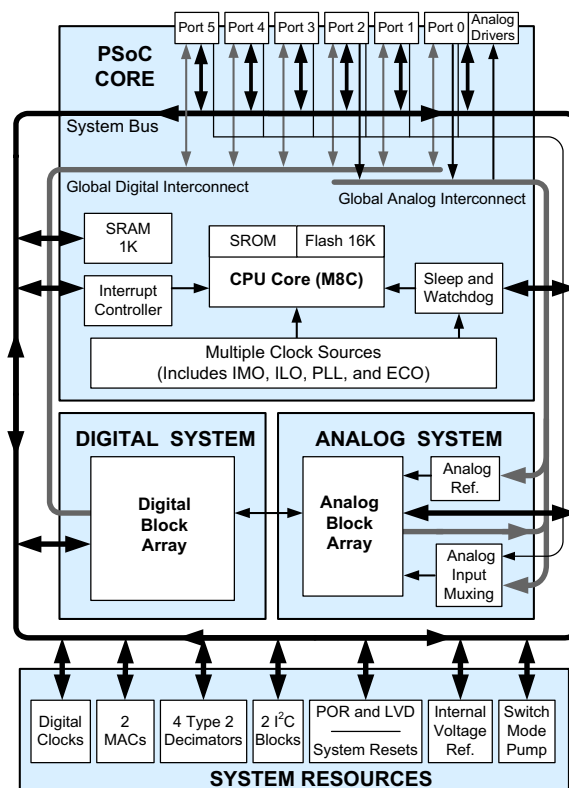 Port 5 Port 4 Port 3 Port 2 Port 1 Port 0 Analog
Drivers
PSoC
CORE
System Bus
Global Digital Interconnect
Global Analog Interconnect
SRAM
1K
SROM Flash 16K
CPU Core (M8C)
Interrupt
Controller
Sleep and
Watchdog
Multiple Clock Sources
(Includes IMO, ILO, PLL, and ECO)
DIGITAL SYSTEM
Digital
Block
Array
ANALOG SYSTEM
Analog
Block
Array
Analog
Ref.
Analog
Input
Muxing
Digital
Clocks
2
MACs
4 Type 2
Decimators
2 I²C
Blocks
POR and LVD
System Resets
Internal
Voltage
Ref.
Switch
Mode
Pump
SYSTEM RESOURCES